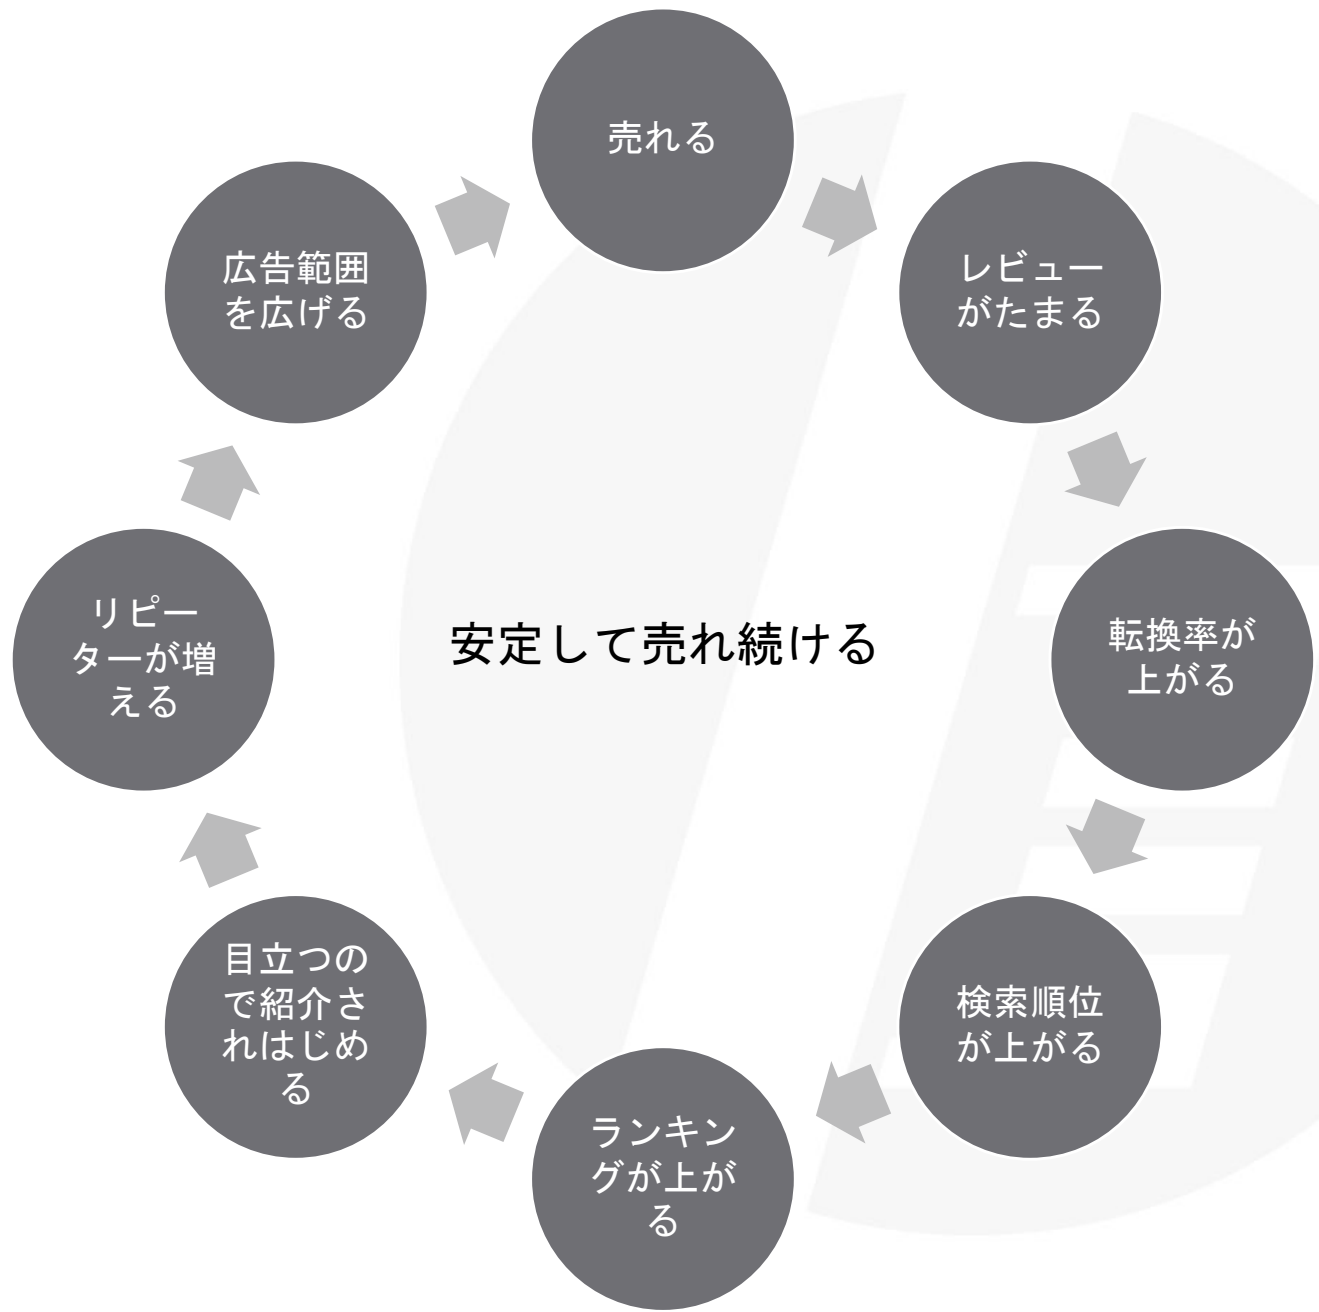 売れる
レビュー
がたまる
転換率が
上がる
検索順位
が上がる
ランキン
グが上が
る
目立つの
で紹介さ
れはじめ
る
リピー
ターが増
える
広告範囲
を広げる
安定して売れ続ける